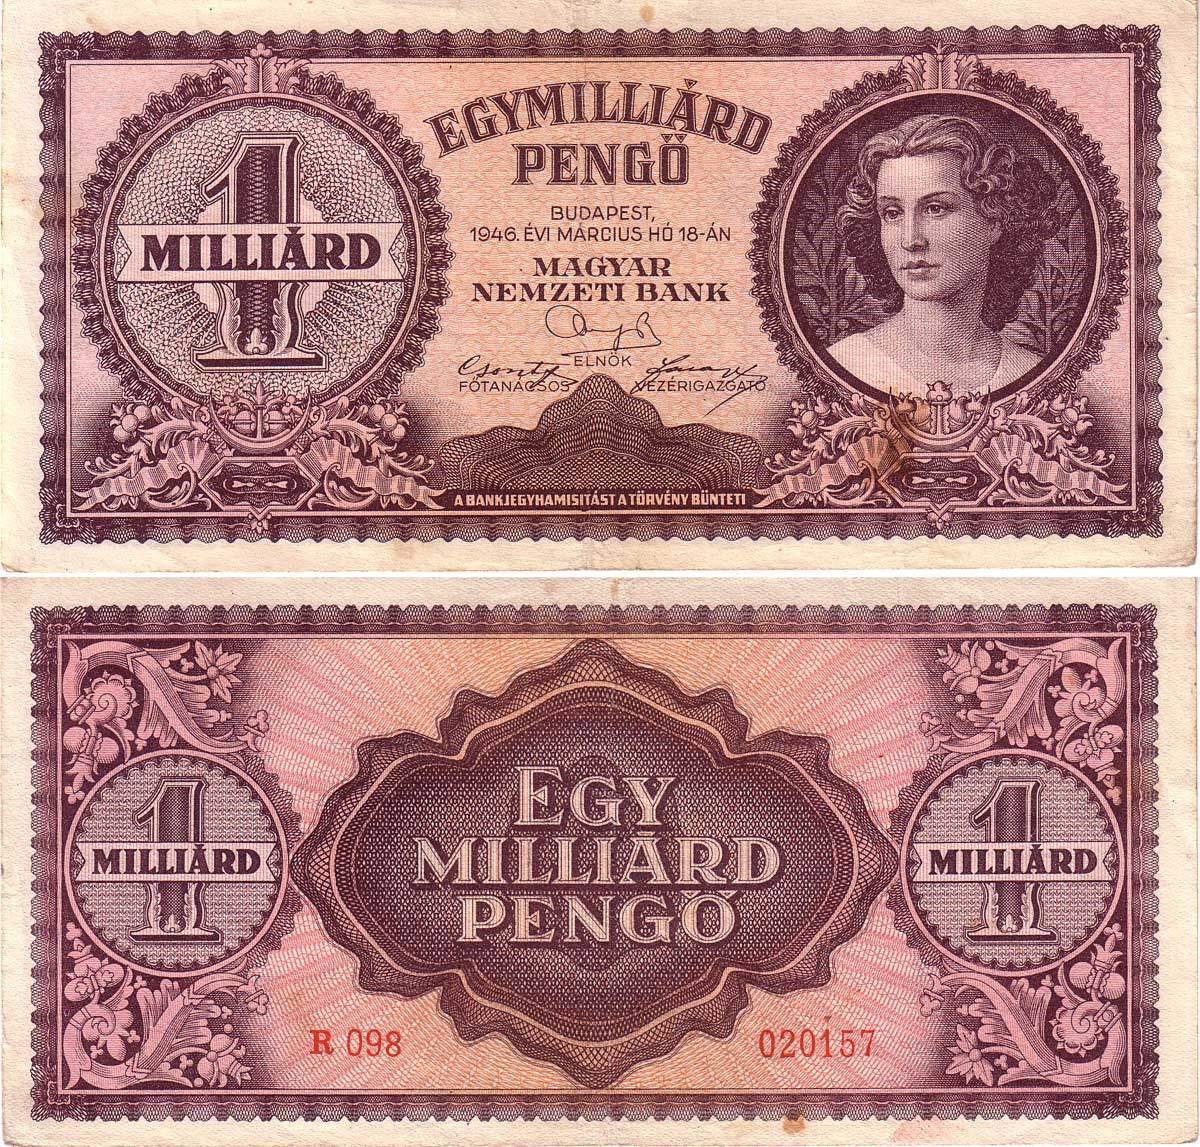 EGYMILLIÁRD
PENGŐ
1
MILLIÁRD
BUDAPEST,
1946. ÉVI MÁRCIUS HÓ 18-ÁN
MAGYAR
NEMZETI BANK
ELNÖK
FŐTANÁCSOS VEZÉRIGAZGATÓ
A BANKJEGYHAMISITÁST A TÖRVÉNY BÜNTETI
EGY
MILLIÁRD
PENGŐ
1
MILLIÁRD
1
MILLIÁRD
R 098 020157